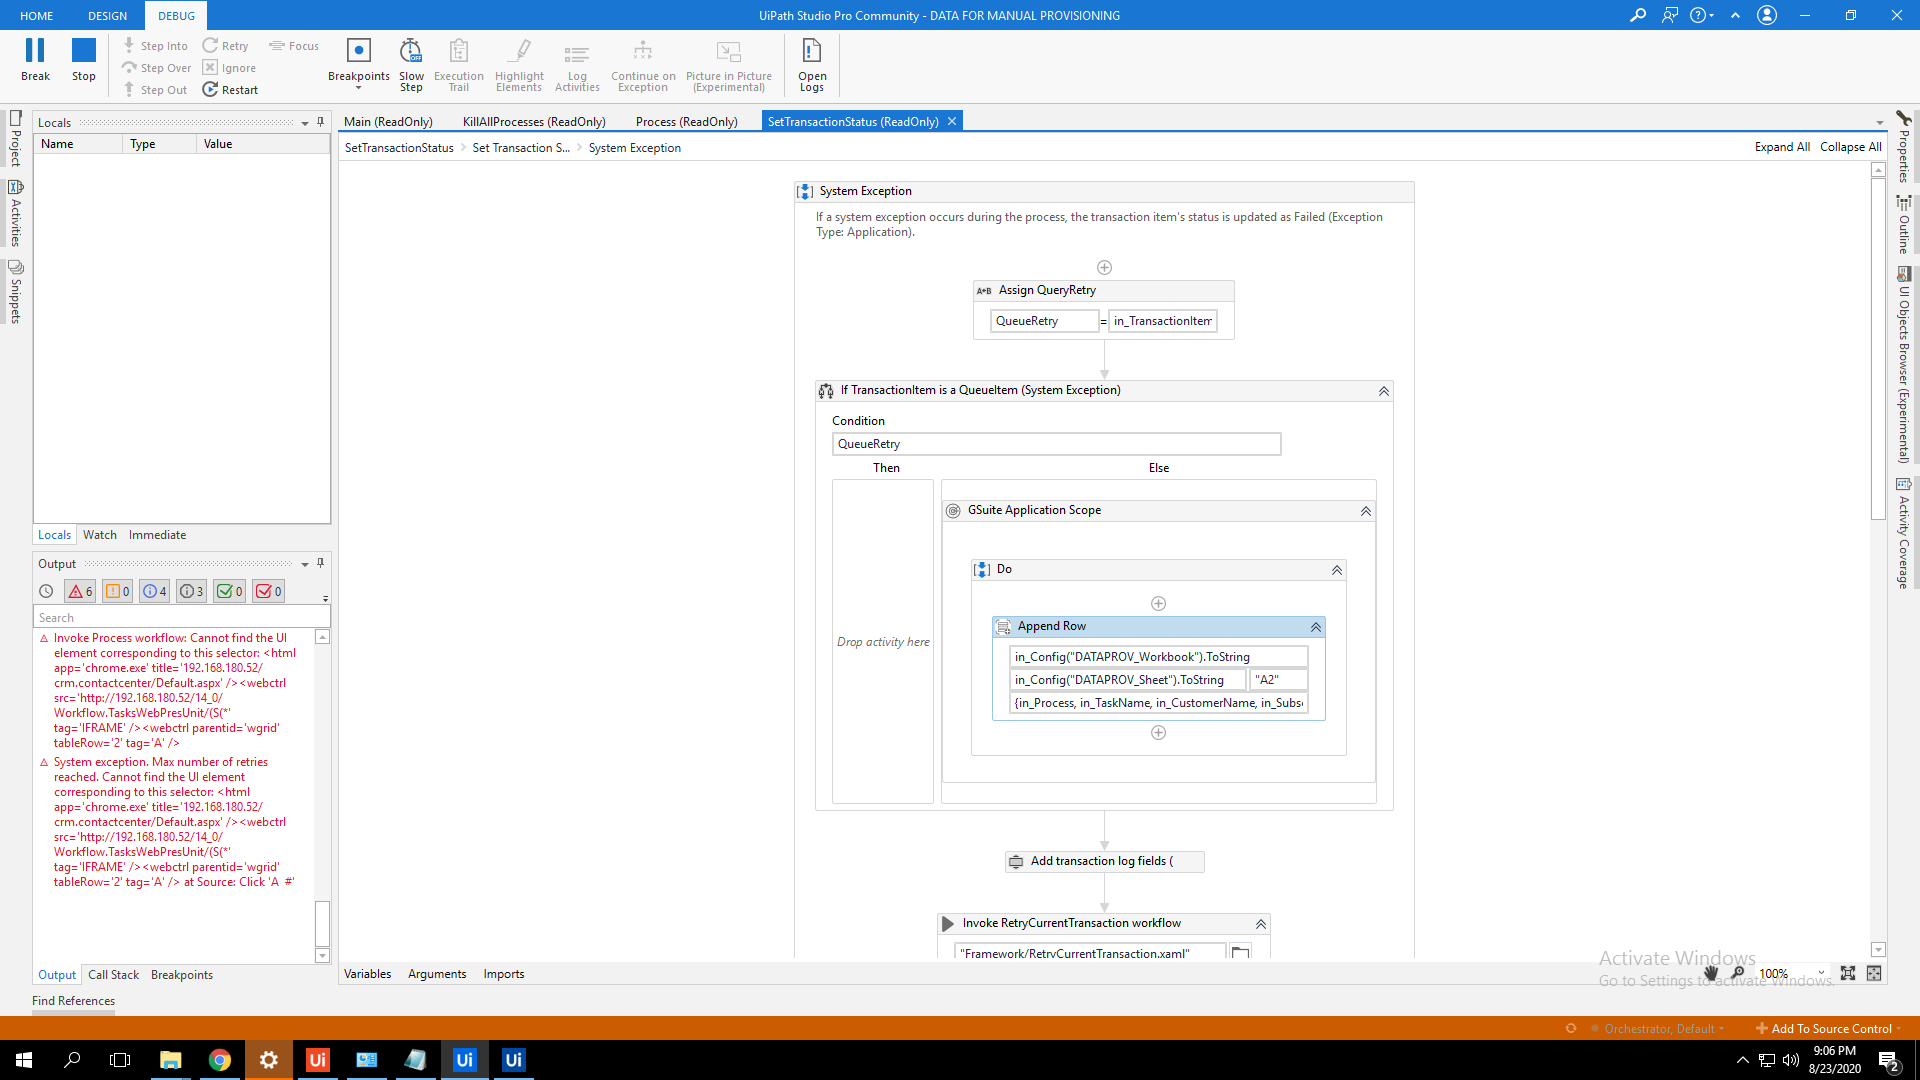 HOME DESIGN DEBUG
UiPath Studio Pro Community - DATA FOR MANUAL PROVISIONING
Break
Stop
Step Into
Step Over
Step Out
Retry
Ignore
Restart
Focus
Breakpoints
Slow
Step
Execution
Trail
Highlight
Elements
Log
Activities
Continue on
Exception
Picture in Picture
(Experimental)
Open
Logs
Project
Activities
Snippets
Locals
Name Type Value
Locals Watch Immediate
Output
6 0 4 3 0 0
Search
Invoke Process workflow: Cannot find the UI
element corresponding to this selector: <html
app='chrome.exe' title='192.168.180.52/
crm.contactcenter/Default.aspx' /><webctrl
src='http://192.168.180.52/14_0/
Workflow.TasksWebPresUnit/(S(*'
tag='IFRAME' /><webctrl parentid='wgrid'
tableRow='2' tag='A' />
System exception. Max number of retries
reached. Cannot find the UI element
corresponding to this selector: <html
app='chrome.exe' title='192.168.180.52/
crm.contactcenter/Default.aspx' /><webctrl
src='http://192.168.180.52/14_0/
Workflow.TasksWebPresUnit/(S(*'
tag='IFRAME' /><webctrl parentid='wgrid'
tableRow='2' tag='A' /> at Source: Click 'A #'
Output Call Stack Breakpoints
Find References
Main (ReadOnly) KillAllProcesses (ReadOnly) Process (ReadOnly) SetTransactionStatus (ReadOnly)
SetTransactionStatus Set Transaction S... System Exception
Expand All Collapse All
System Exception
If a system exception occurs during the process, the transaction item's status is updated as Failed (Exception
Type: Application).
A+B Assign QueryRetry
QueueRetry = in_TransactionItem
If TransactionItem is a QueueItem (System Exception)
Condition
QueueRetry
Then Else
Drop activity here
GSuite Application Scope
Do
Append Row
in_Config("DATAPROV_Workbook").ToString
in_Config("DATAPROV_Sheet").ToString "A2"
{in_Process, in_TaskName, in_CustomerName, in_Subs
Add transaction log fields (
Invoke RetryCurrentTransaction workflow
"Framework/RetryCurrentTransaction.xaml"
Variables Arguments Imports
100%
Activate Windows
Go to Settings to activate Windows.
Properties
Outline
UI Objects Browser (Experimental)
Activity Coverage
Orchestrator, Default
Add To Source Control
Ui Ui Ui
9:06 PM
8/23/2020
2